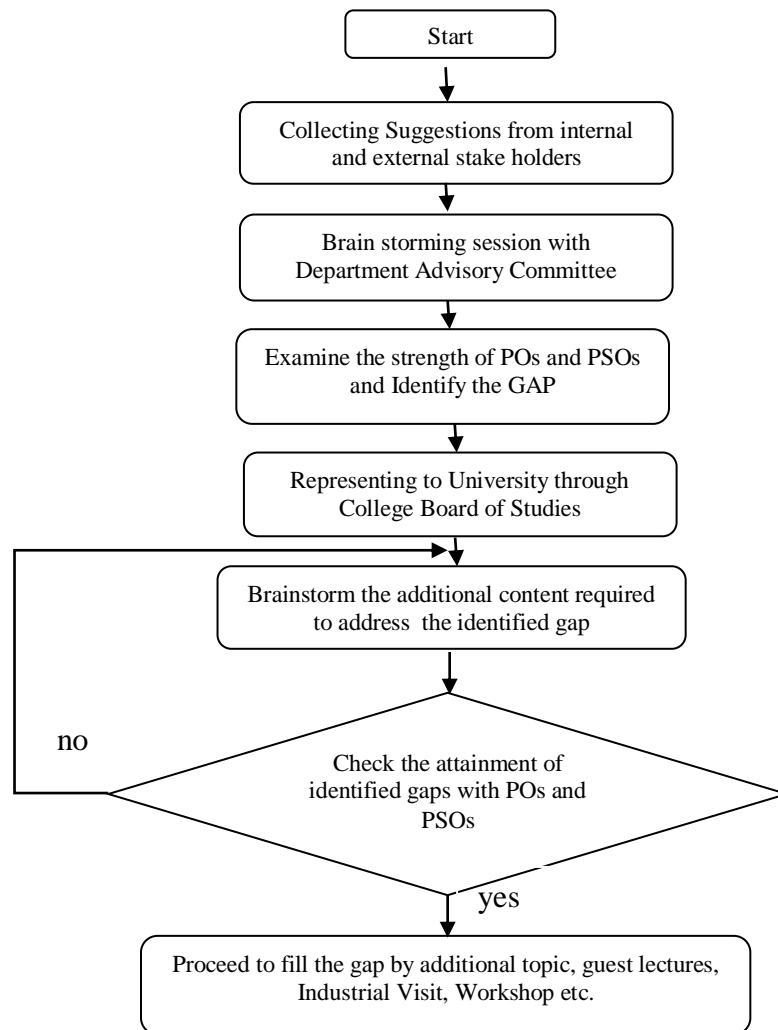 Start
Collecting Suggestions from internal
and external stake holders
Brain storming session with
Department Advisory Committee
Examine the strength of POs and PSOs
and Identify the GAP
Representing to University through
College Board of Studies
Brainstorm the additional content required
to address the identified gap
no
Check the attainment of
identified gaps with POs and
PSOs
yes
Proceed to fill the gap by additional topic, guest lectures,
Industrial Visit, Workshop etc.